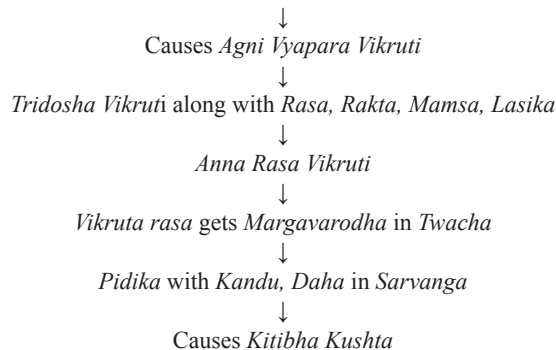 ↓
Causes Agni Vyapara Vikruti
↓
Tridosha Vikruti along with Rasa, Rakta, Mamsa, Lasika
↓
Anna Rasa Vikruti
↓
Vikruta rasa gets Margavarodha in Twacha
↓
Pidika with Kandu, Daha in Sarvanga
↓
Causes Kitibha Kushta